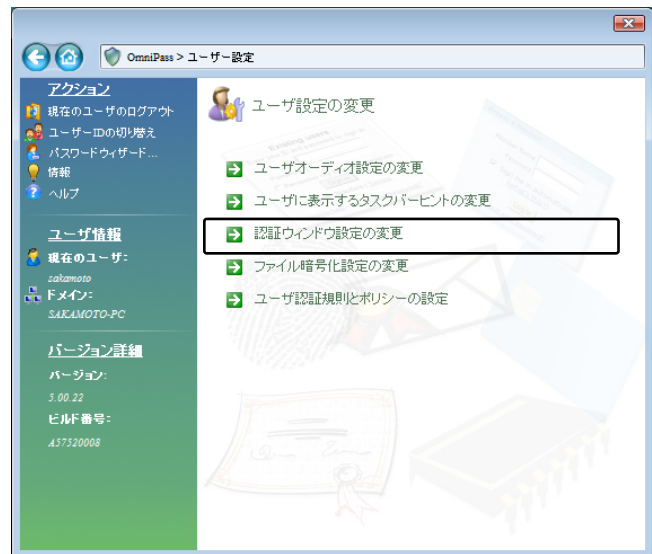 OmniPass > ユーザー設定
アクション
現在のユーザのログアウト
ユーザーIDの切り替え
パスワードウィザード...
情報
ヘルプ
ユーザ情報
現在のユーザ:
sakamoto
ドメイン:
SAKAMOTO-PC
バージョン詳細
バージョン:
5.00.22
ビルド番号:
A57520008
ユーザ設定の変更
ユーザオーディオ設定の変更
ユーザに表示するタスクバーヒントの変更
認証ウィンドウ設定の変更
ファイル暗号化設定の変更
ユーザ認証規則とポリシーの設定